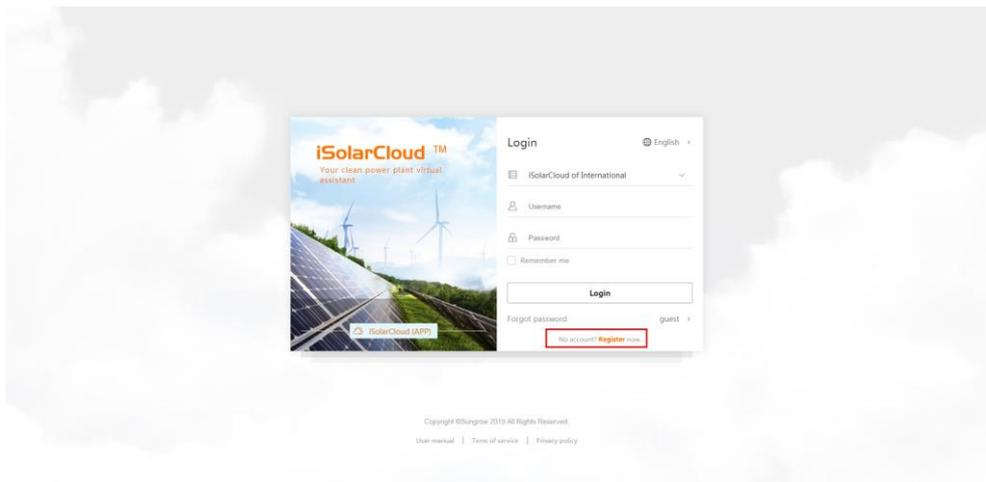 iSolarCloud TM
Your clean power plant virtual
assistant
iSolarCloud (APP)
Login
English
iSolarCloud of International
Username
Password
Remember me
Login
Forgot password
guest
No account? Register now.
Copyright ©Sungrow 2019 All Rights Reserved.
User manual | Term of service | Privacy policy